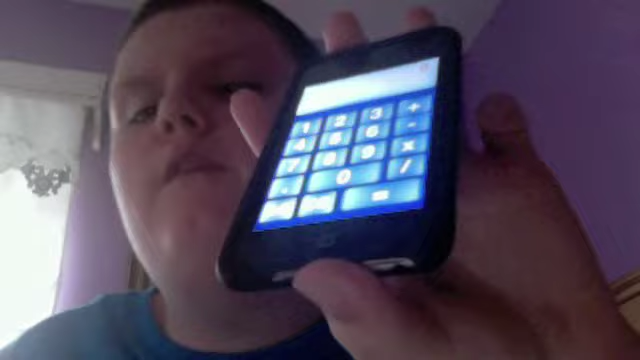 1 2 3 +
4 5 6 -
7 8 9 x
. 0 /
=